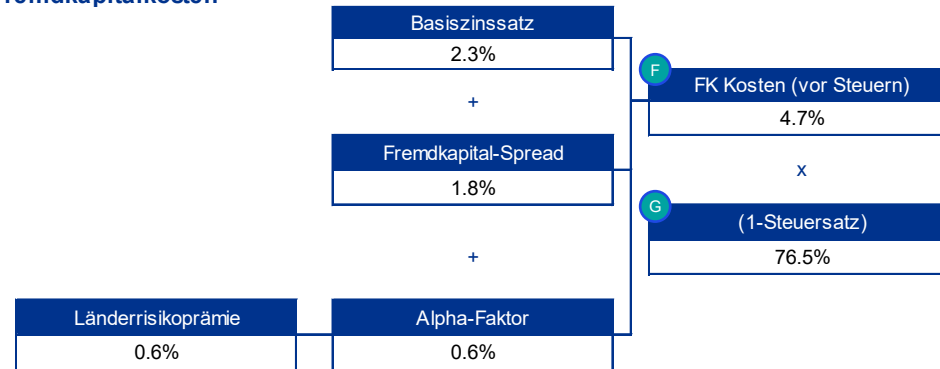 Basiszinssatz
2.3%
+
F
FK Kosten (vor Steuern)
4.7%
Fremdkapital-Spread
1.8%
x
G
(1-Steuersatz)
76.5%
+
Länderrisikoprämie
0.6%
Alpha-Faktor
0.6%